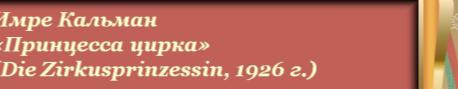 Имре Кальман
«Принцесса цирка»
(Die Zirkusprinzessin, 1926 г.)